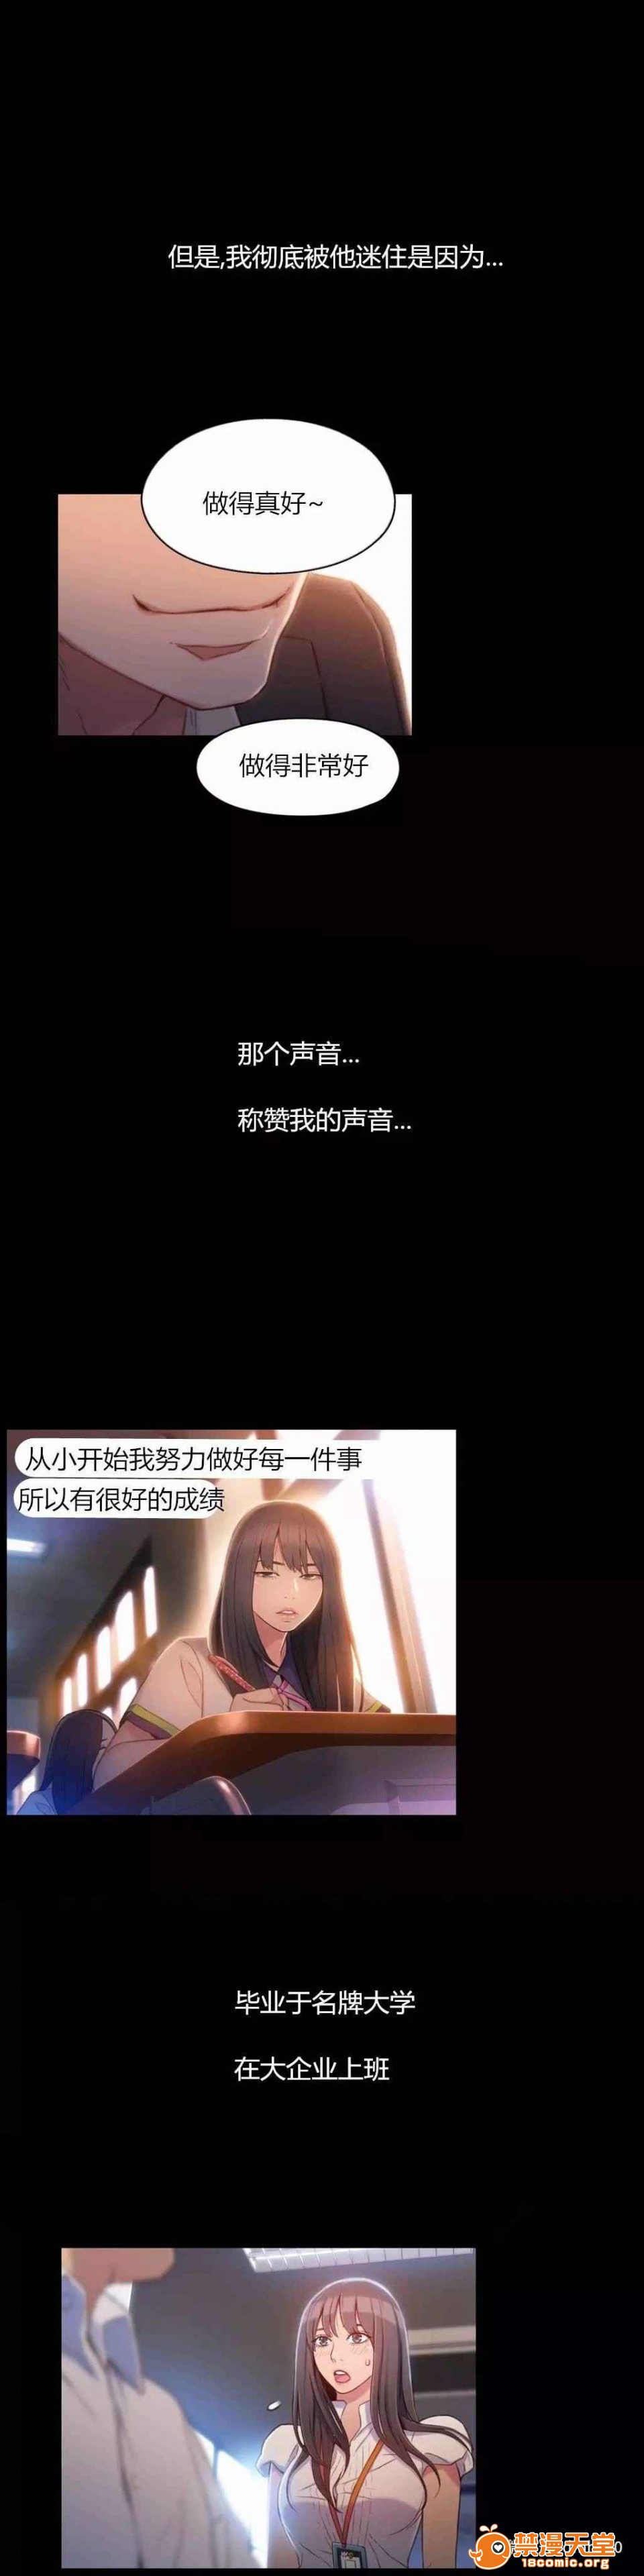 但是,我彻底被他迷住是因为...
做得真好~
做得非常好
那个声音...
称赞我的声音...
从小开始我努力做好每一件事
所以有很好的成绩
毕业于名牌大学
在大企业上班
禁漫天堂
18comic.org